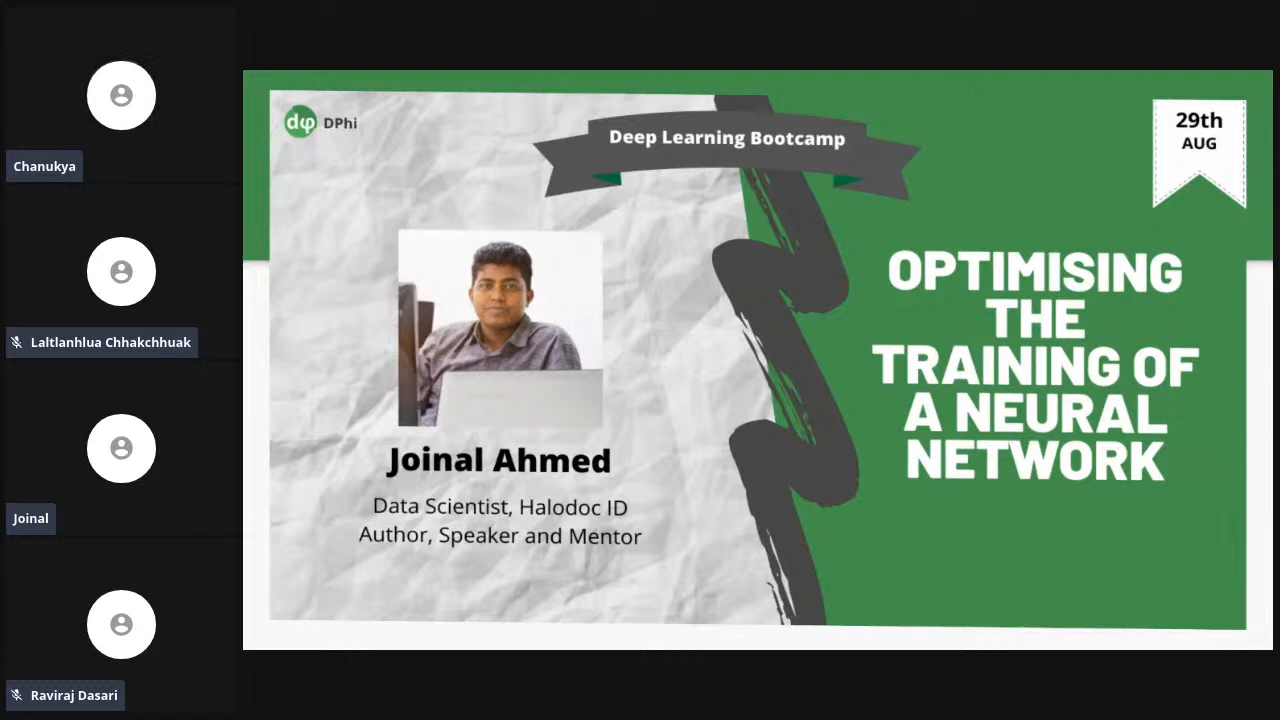 Chanukya
Laltlanhlua Chhakchhuak
Joinal
Raviraj Dasari
dφ DPhi
Deep Learning Bootcamp
29th
AUG
Joinal Ahmed
Data Scientist, Halodoc ID
Author, Speaker and Mentor
OPTIMISING
THE
TRAINING OF
A NEURAL
NETWORK